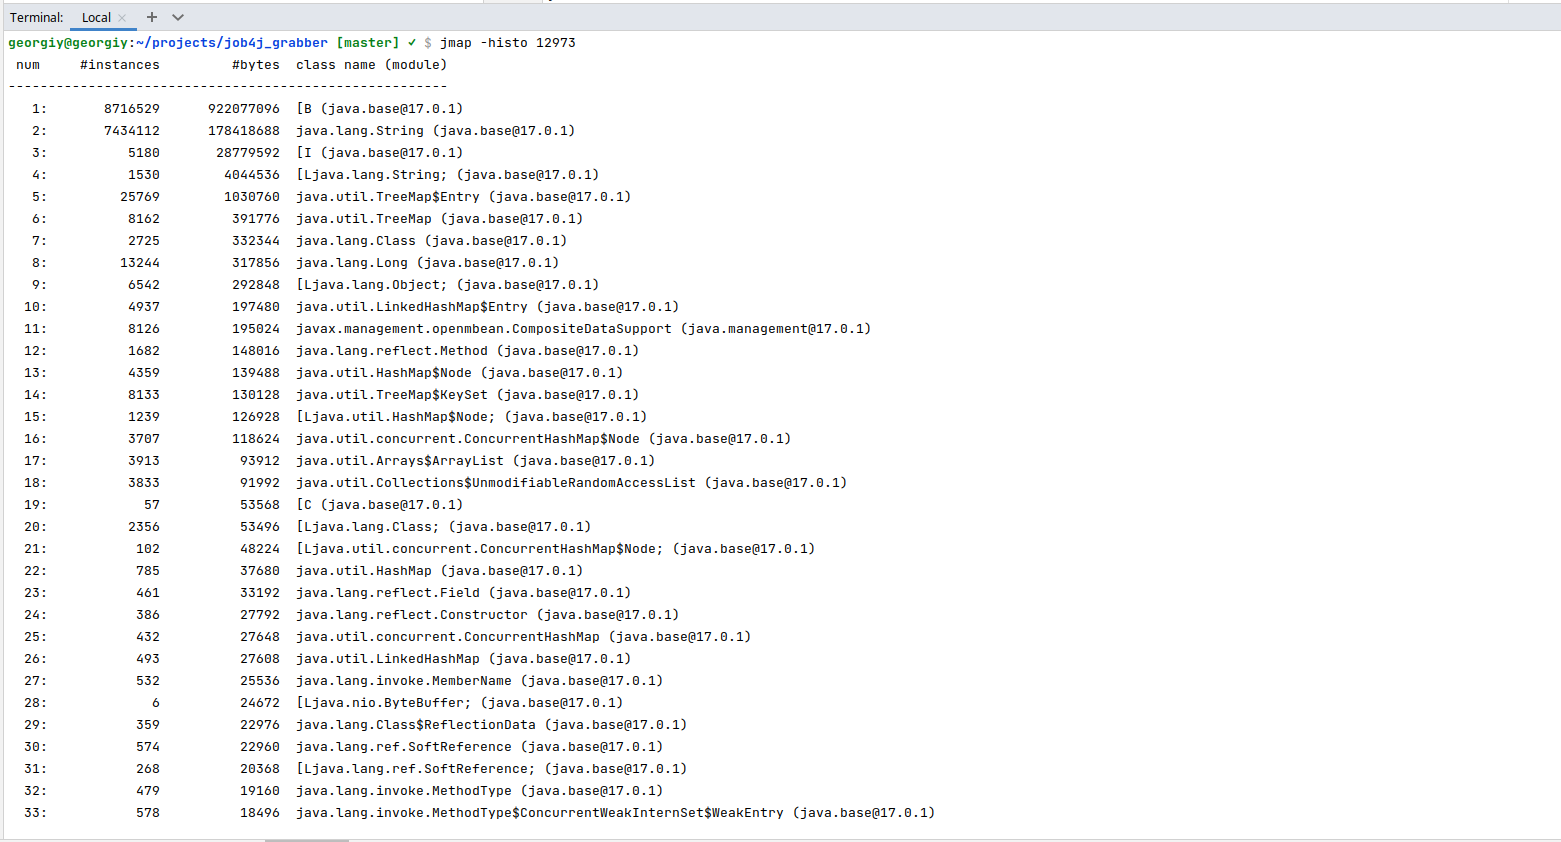 Terminal: Local × + ∨
georgiy@georgiy:~/projects/job4j_grabber [master] ✓ $ jmap -histo 12973
 num     #instances         #bytes  class name (module)
-------------------------------------------------------
   1:       8716529      922077096  [B (java.base@17.0.1)
   2:       7434112      178418688  java.lang.String (java.base@17.0.1)
   3:          5180       28779592  [I (java.base@17.0.1)
   4:          1530        4044536  [Ljava.lang.String; (java.base@17.0.1)
   5:         25769        1030760  java.util.TreeMap$Entry (java.base@17.0.1)
   6:          8162         391776  java.util.TreeMap (java.base@17.0.1)
   7:          2725         332344  java.lang.Class (java.base@17.0.1)
   8:         13244         317856  java.lang.Long (java.base@17.0.1)
   9:          6542         292848  [Ljava.lang.Object; (java.base@17.0.1)
  10:          4937         197480  java.util.LinkedHashMap$Entry (java.base@17.0.1)
  11:          8126         195024  javax.management.openmbean.CompositeDataSupport (java.management@17.0.1)
  12:          1682         148016  java.lang.reflect.Method (java.base@17.0.1)
  13:          4359         139488  java.util.HashMap$Node (java.base@17.0.1)
  14:          8133         130128  java.util.TreeMap$KeySet (java.base@17.0.1)
  15:          1239         126928  [Ljava.util.HashMap$Node; (java.base@17.0.1)
  16:          3707         118624  java.util.concurrent.ConcurrentHashMap$Node (java.base@17.0.1)
  17:          3913          93912  java.util.Arrays$ArrayList (java.base@17.0.1)
  18:          3833          91992  java.util.Collections$UnmodifiableRandomAccessList (java.base@17.0.1)
  19:            57          53568  [C (java.base@17.0.1)
  20:          2356          53496  [Ljava.lang.Class; (java.base@17.0.1)
  21:           102          48224  [Ljava.util.concurrent.ConcurrentHashMap$Node; (java.base@17.0.1)
  22:           785          37680  java.util.HashMap (java.base@17.0.1)
  23:           461          33192  java.lang.reflect.Field (java.base@17.0.1)
  24:           386          27792  java.lang.reflect.Constructor (java.base@17.0.1)
  25:           432          27648  java.util.concurrent.ConcurrentHashMap (java.base@17.0.1)
  26:           493          27608  java.util.LinkedHashMap (java.base@17.0.1)
  27:           532          25536  java.lang.invoke.MemberName (java.base@17.0.1)
  28:             6          24672  [Ljava.nio.ByteBuffer; (java.base@17.0.1)
  29:           359          22976  java.lang.Class$ReflectionData (java.base@17.0.1)
  30:           574          22960  java.lang.ref.SoftReference (java.base@17.0.1)
  31:           268          20368  [Ljava.lang.ref.SoftReference; (java.base@17.0.1)
  32:           479          19160  java.lang.invoke.MethodType (java.base@17.0.1)
  33:           578          18496  java.lang.invoke.MethodType$ConcurrentWeakInternSet$WeakEntry (java.base@17.0.1)